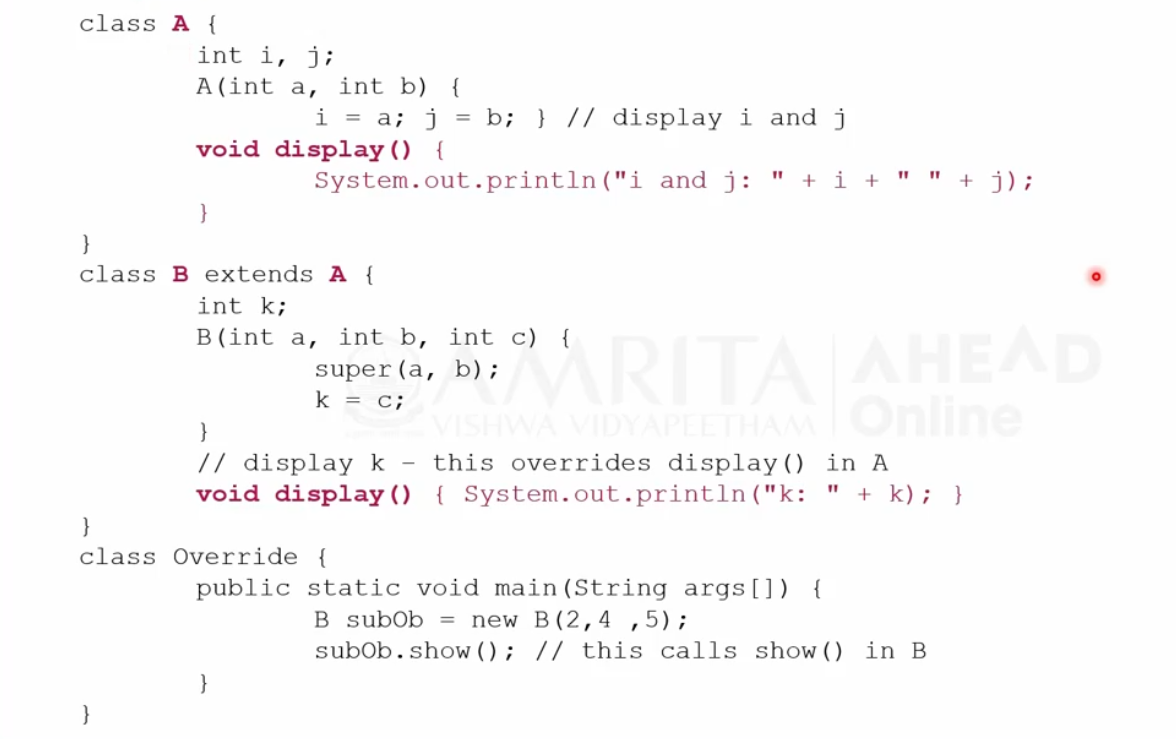 class A {
int i, j;
A(int a, int b) {
i = a; j = b; } // display i and j
void display() {
System.out.println("i and j: " + i + " " + j);
}
}
class B extends A {
int k;
B(int a, int b, int c) {
super(a, b);
k = c;
}
// display k – this overrides display() in A
void display() { System.out.println("k: " + k); }
}
class Override {
public static void main(String args[]) {
B subOb = new B(2,4 ,5);
subOb.show(); // this calls show() in B
}
}
AMRITA
VISHWA VIDYAPEETHAM
AHEAD
Online